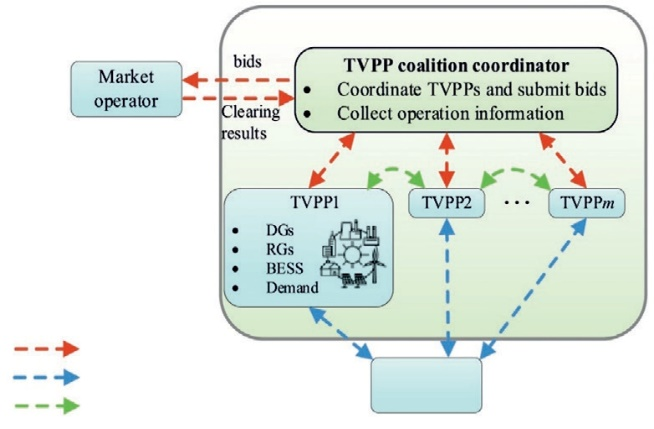 bids
Market
operator
Clearing
results
TVPP coalition coordinator
• Coordinate TVPPs and submit bids
• Collect operation information
TVPP1
• DGs
• RGs
• BESS
• Demand
TVPP2
···
TVPPm